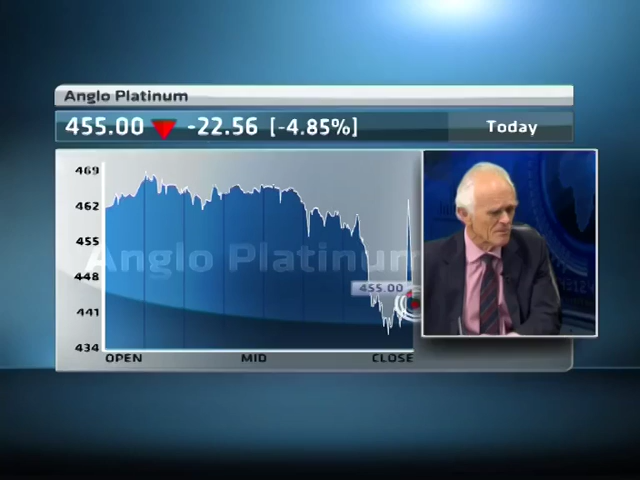 Anglo Platinum
455.00 -22.56 [-4.85%] Today
469
462
455
Anglo Platinum
448
455.00
441
434
OPEN MID CLOSE